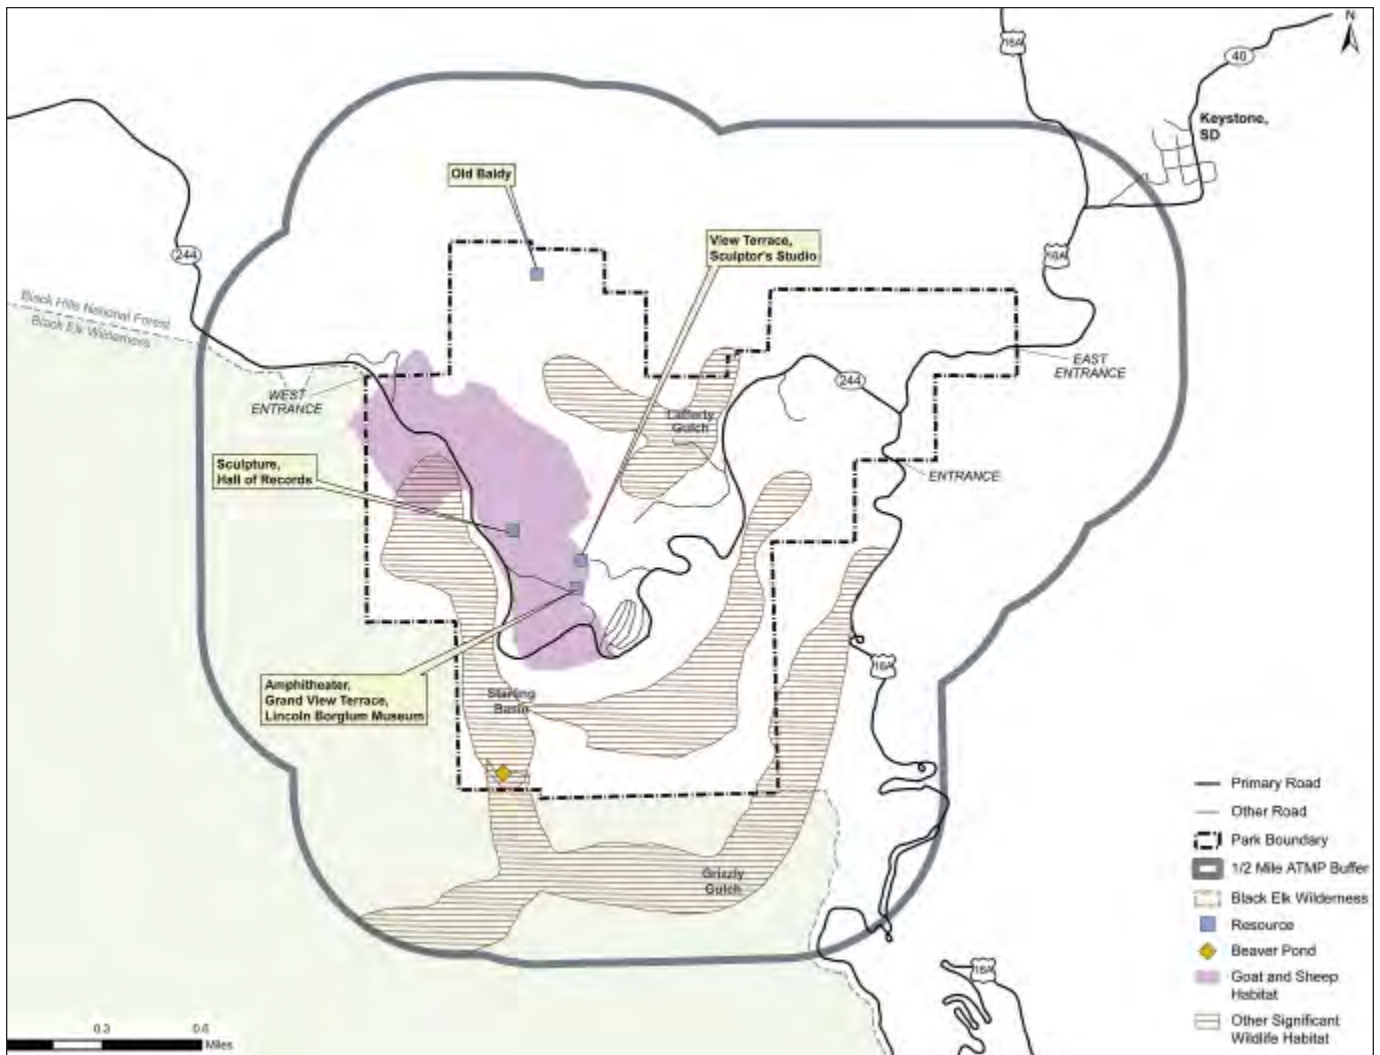 N
16A
40
Keystone,
SD
Old Baldy
View Terrace,
Sculptor's Studio
244
16A
Black Hills National Forest
Black Elk Wilderness
EAST
ENTRANCE
244
WEST
ENTRANCE
Lafferty
Gulch
Sculpture,
Hall of Records
ENTRANCE
16A
Amphitheater,
Grand View Terrace,
Lincoln Borglum Museum
Starling
Basin
Grizzly
Gulch
16A
Primary Road
Other Road
Park Boundary
1/2 Mile ATMP Buffer
Black Elk Wilderness
Resource
Beaver Pond
Goat and Sheep
Habitat
Other Significant
Wildlife Habitat
0.3
0.6
Miles